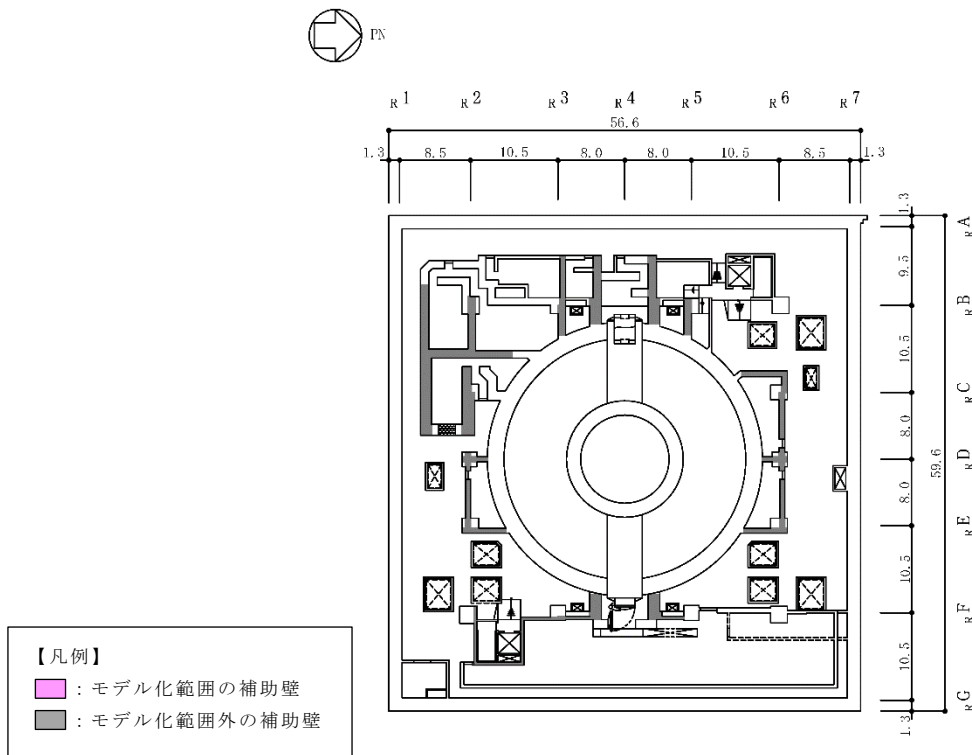 PN
R1 R2 R3 R4 R5 R6 R7
56.6
1.3 8.5 10.5 8.0 8.0 10.5 8.5 1.3
1.3 RA
9.5
RB
10.5
RC
8.0
RD
59.6
8.0
RE
10.5
RF
10.5
RG
1.3
【凡例】
：モデル化範囲の補助壁
：モデル化範囲外の補助壁